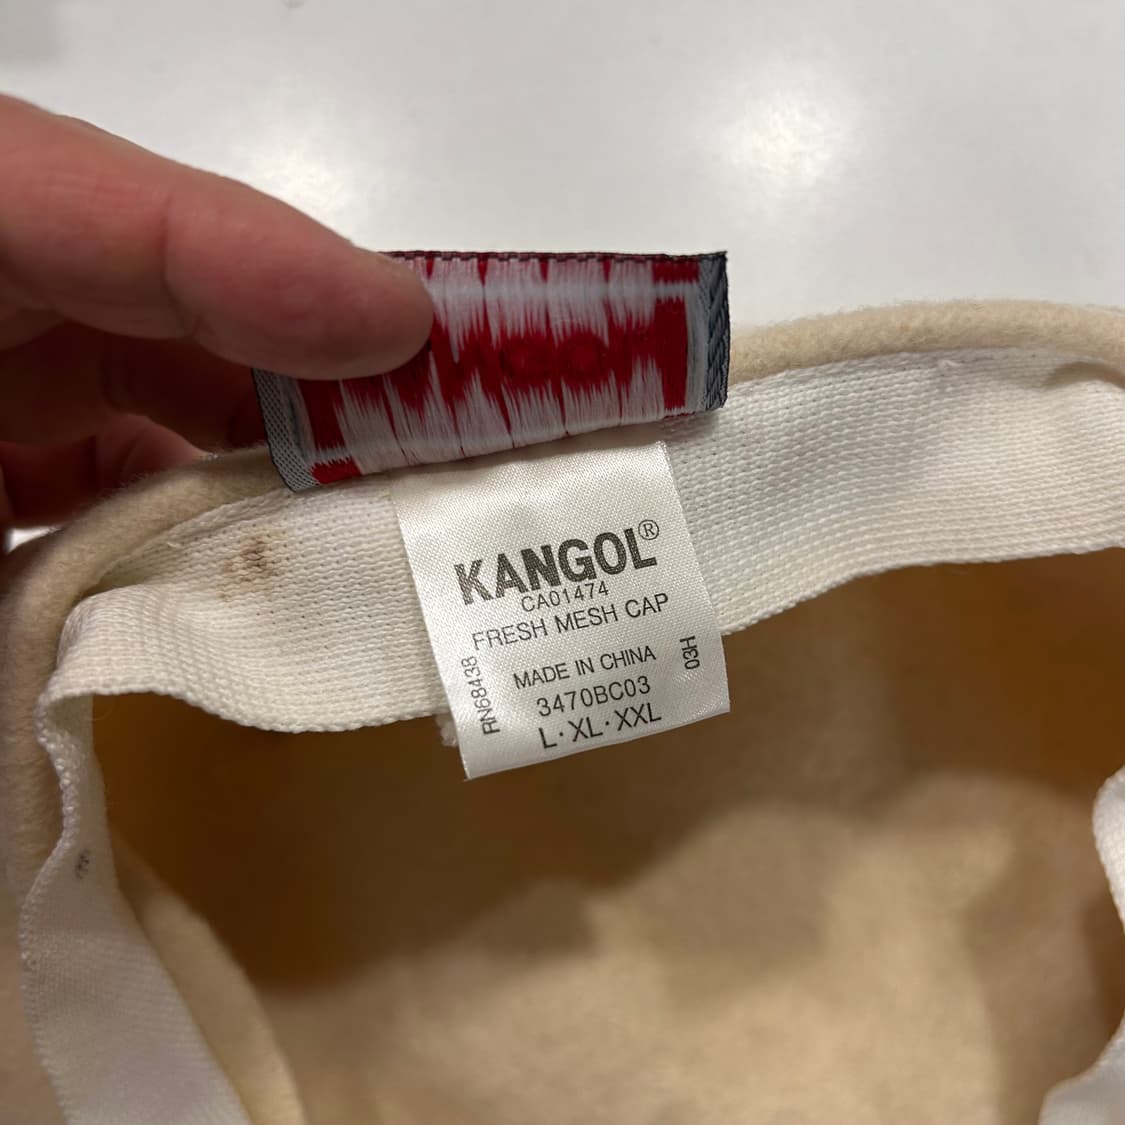 KANGOL®
CA01474
FRESH MESH CAP
MADE IN CHINA
3470BC03
L·XL·XXL
RN68438
03H